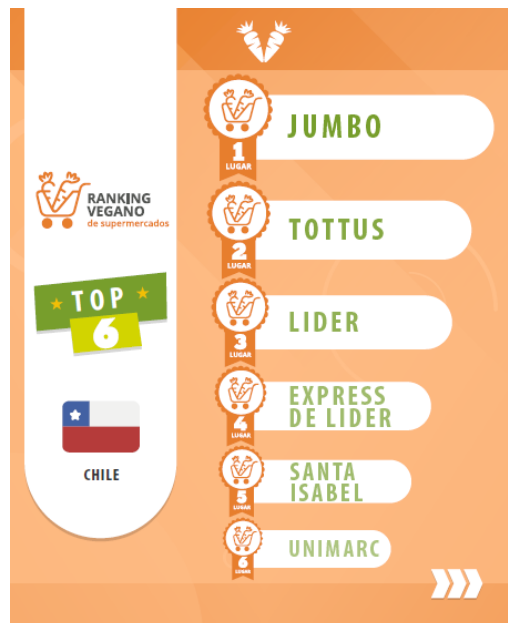 RANKING
VEGANO
de supermercados
TOP
6
CHILE
1
LUGAR
JUMBO
2
LUGAR
TOTTUS
3
LUGAR
LIDER
4
LUGAR
EXPRESS
DE LIDER
5
LUGAR
SANTA
ISABEL
6
LUGAR
UNIMARC